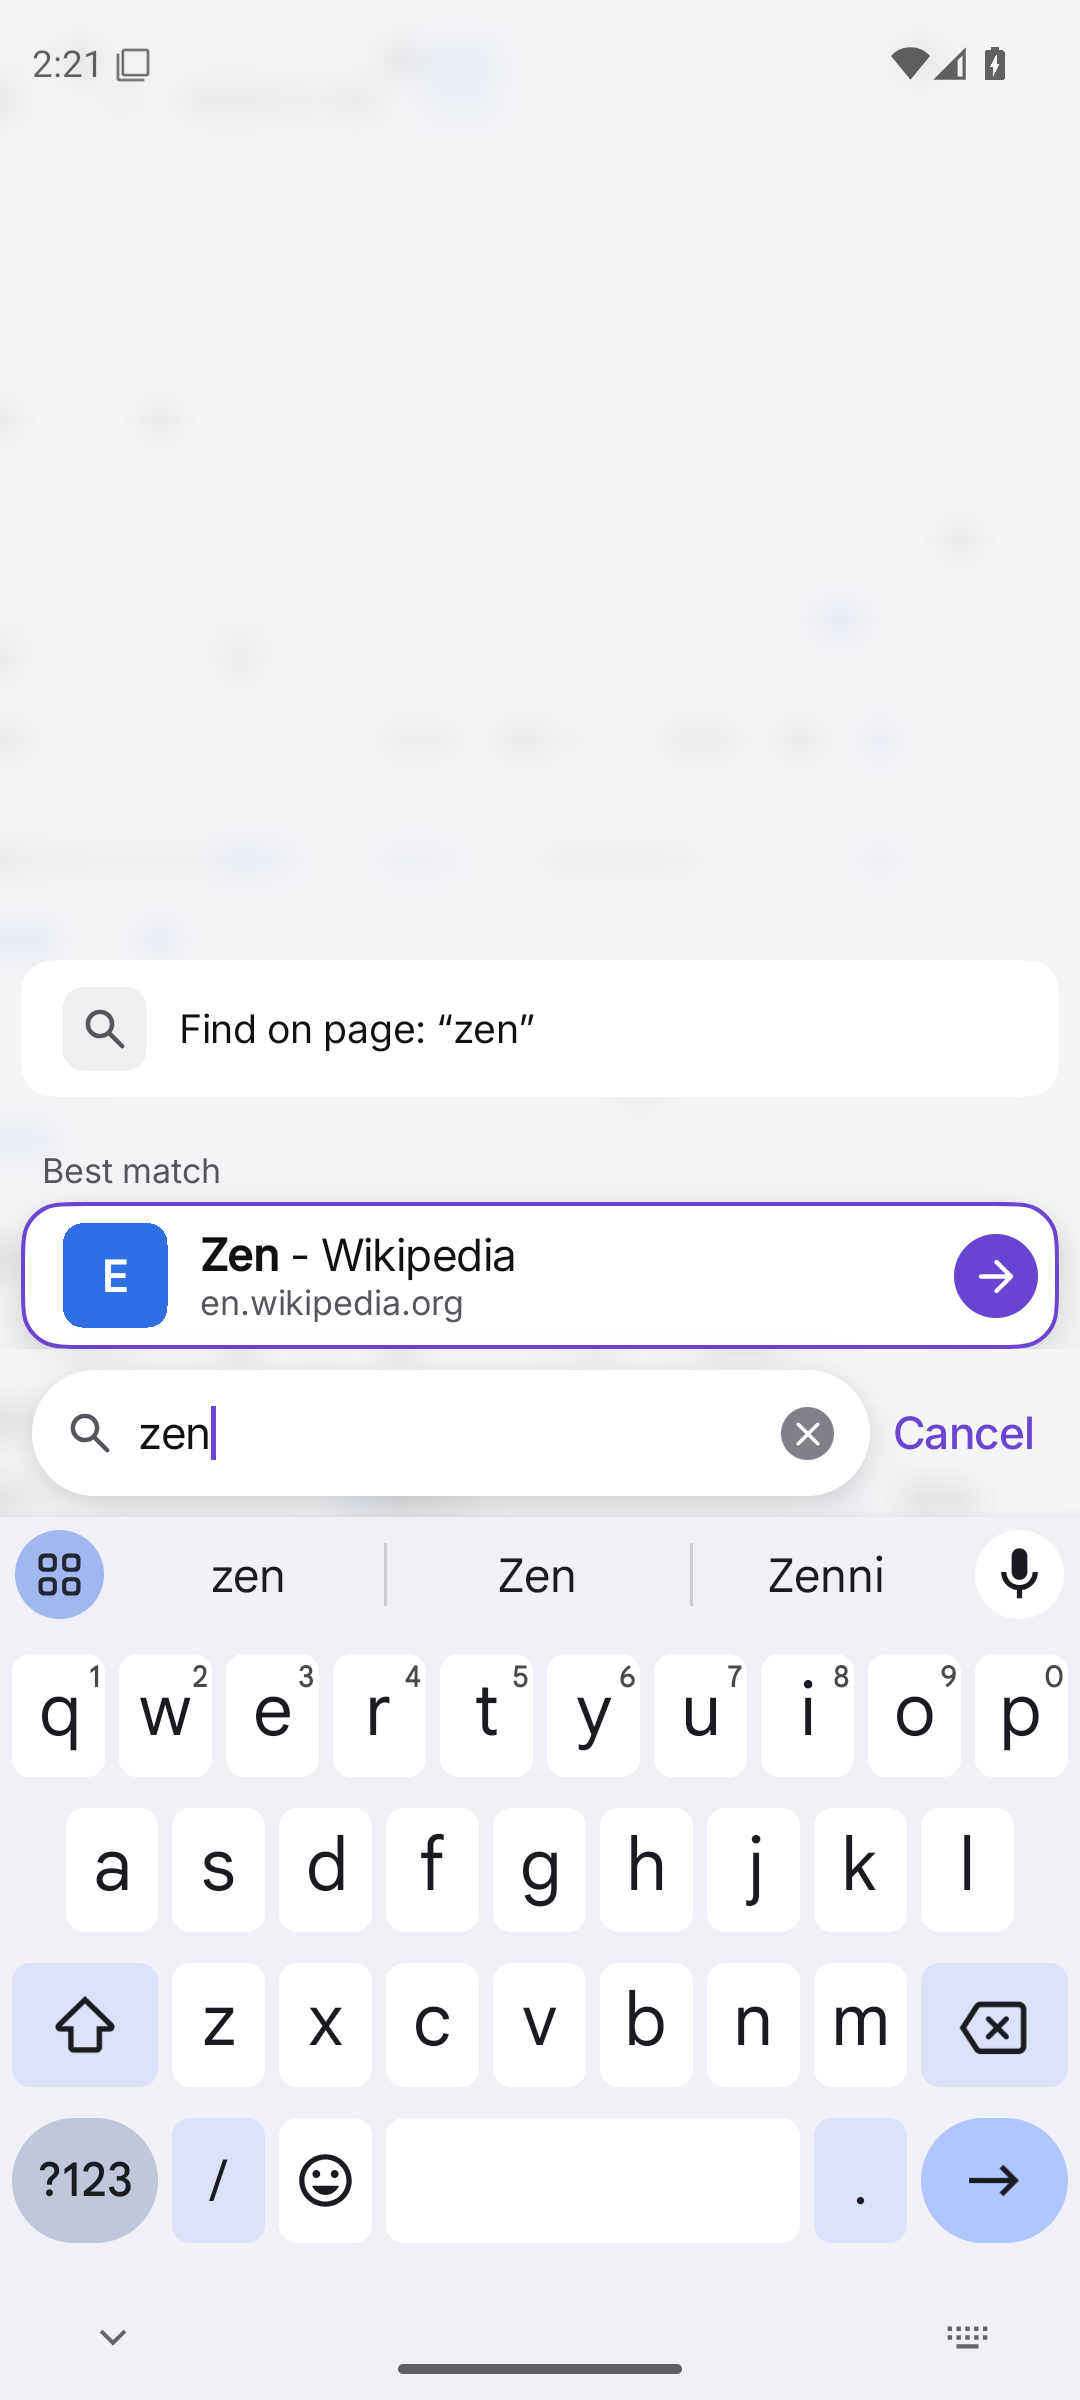 2:21
Find on page: “zen”
Best match
E
Zen - Wikipedia
en.wikipedia.org
zen
Cancel
zen
Zen
Zenni
q1 w2 e3 r4 t5 y6 u7 i8 o9 p0
a s d f g h j k l
z x c v b n m
?123 / .